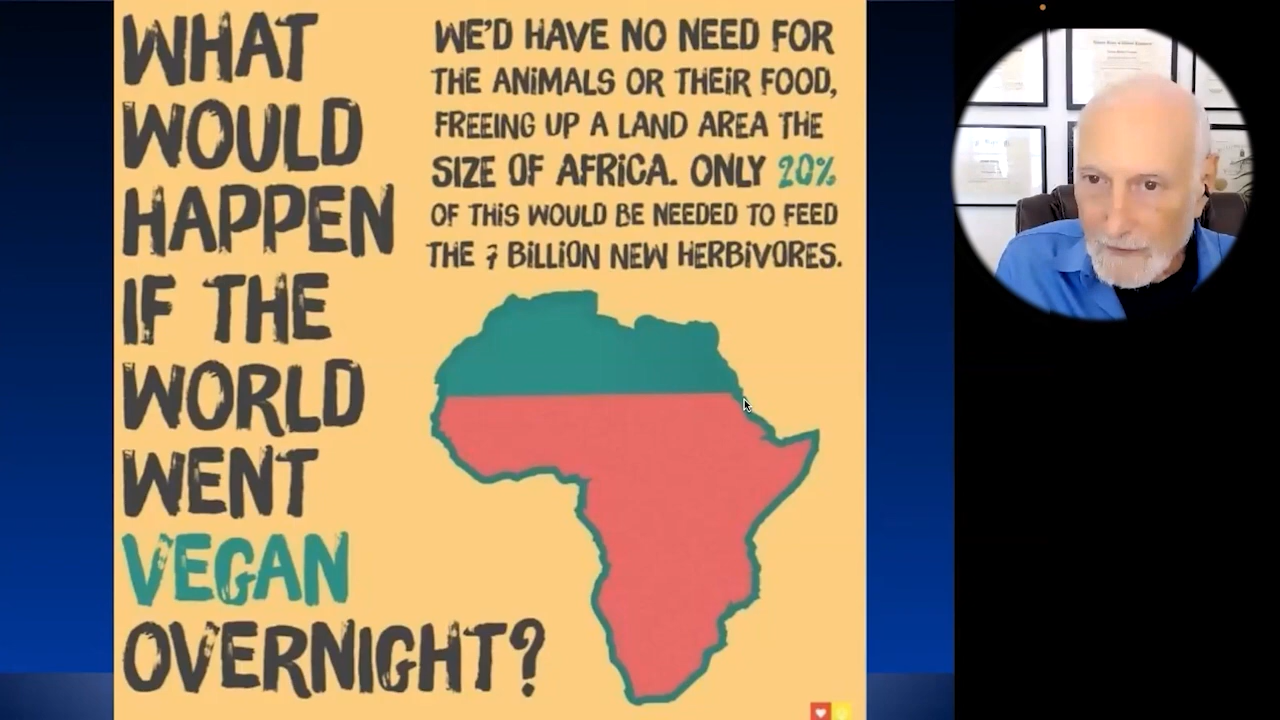 WHAT
WOULD
HAPPEN
IF THE
WORLD
WENT
VEGAN
OVERNIGHT?
WE'D HAVE NO NEED FOR
THE ANiMALS OR THEiR FOOD,
FREEING UP A LAND AREA THE
SIZE OF AFRiCA. ONLY 20%
OF THiS WOULD BE NEEDED TO FEED
THE 7 BiLLiON NEW HERBiVORES.